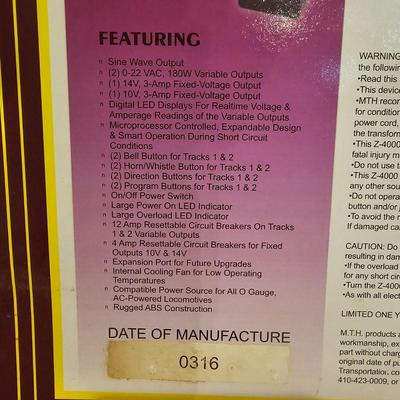 FEATURING
Sine Wave Output
(2) 0-22 VAC, 180W Variable Outputs
(1) 14V, 3-Amp Fixed-Voltage Output
(1) 10V, 3-Amp Fixed-Voltage Output
Digital LED Displays For Realtime Voltage &
Amperage Readings of the Variable Outputs
Microprocessor Controlled, Expandable Design
& Smart Operation During Short Circuit
Conditions
(2) Bell Button for Tracks 1 & 2
(2) Horn/Whistle Button for Tracks 1 & 2
(2) Direction Buttons for Tracks 1 & 2
(2) Program Buttons for Tracks 1 & 2
On/Off Power Switch
Large Power On LED Indicator
Large Overload LED Indicator
12 Amp Resettable Circuit Breakers On Tracks
1 & 2 Variable Outputs
4 Amp Resettable Circuit Breakers for Fixed
Outputs 10V & 14V
Expansion Port for Future Upgrades
Internal Cooling Fan for Low Operating
Temperatures
Compatible Power Source for All O Gauge,
AC-Powered Locomotives
Rugged ABS Construction
DATE OF MANUFACTURE
0316
WARNING
the following
•Read this
•This device
•MTH recom
for condition
power cord,
the transform
•This Z-4000
fatal injury m
•Do not use t
•This Z-4000
any other sou
•Do not opera
button and/or
•To avoid the r
If damaged ca
CAUTION: Do
resulting in dam
•If the overload
for any short circ
•Turn the Z-4000
•As with all elect
LIMITED ONE Y
M.T.H. products a
workmanship, ex
part without charg
original date of pu
Transportation. co
410-423-0009, or